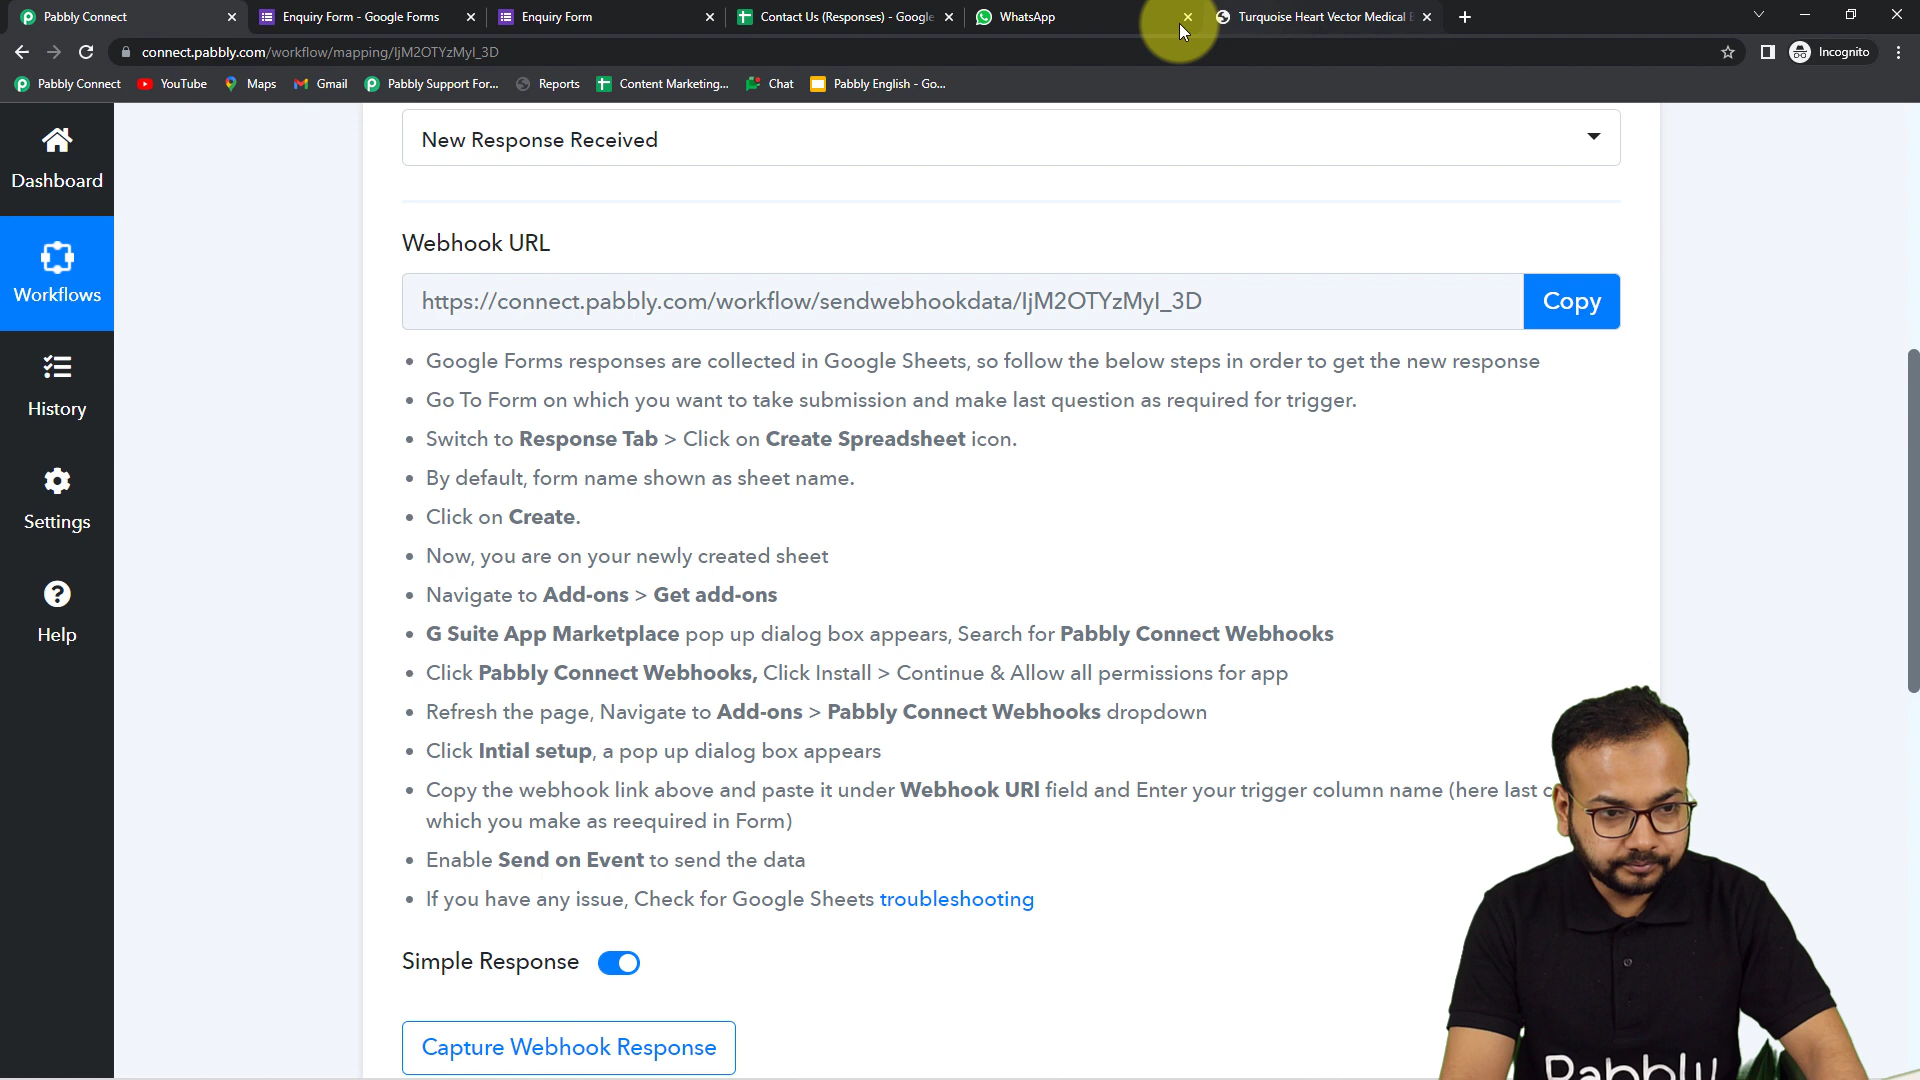 Pabbly Connect
Enquiry Form - Google Forms
Enquiry Form
Contact Us (Responses) - Google
WhatsApp
Turquoise Heart Vector Medical
connect.pabbly.com/workflow/mapping/IjM2OTYzMyI_3D
Incognito
Pabbly Connect
YouTube
Maps
Gmail
Pabbly Support For...
Reports
Content Marketing...
Chat
Pabbly English - Go...
Dashboard
Workflows
History
Settings
Help
New Response Received
Webhook URL
https://connect.pabbly.com/workflow/sendwebhookdata/IjM2OTYzMyI_3D
Copy
• Google Forms responses are collected in Google Sheets, so follow the below steps in order to get the new response
• Go To Form on which you want to take submission and make last question as required for trigger.
• Switch to Response Tab > Click on Create Spreadsheet icon.
• By default, form name shown as sheet name.
• Click on Create.
• Now, you are on your newly created sheet
• Navigate to Add-ons > Get add-ons
• G Suite App Marketplace pop up dialog box appears, Search for Pabbly Connect Webhooks
• Click Pabbly Connect Webhooks, Click Install > Continue & Allow all permissions for app
• Refresh the page, Navigate to Add-ons > Pabbly Connect Webhooks dropdown
• Click Intial setup, a pop up dialog box appears
• Copy the webhook link above and paste it under Webhook URl field and Enter your trigger column name (here last
which you make as reequired in Form)
• Enable Send on Event to send the data
• If you have any issue, Check for Google Sheets troubleshooting
Simple Response
Capture Webhook Response
Pabbly